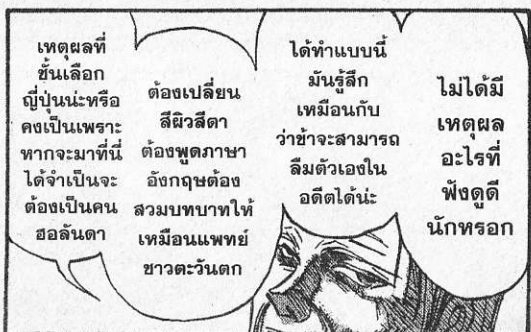 เหตุผลที่
ชั้นเลือก
ญี่ปุ่นน่ะหรือ
คงเป็นเพราะ
หากจะมาที่นี่
ได้จำเป็นจะ
ต้องเป็นคน
ฮอลันดา
ต้องเปลี่ยน
สีผิวสีตา
ต้องพูดภาษา
อังกฤษต้อง
สวมบทบาทให้
เหมือนแพทย์
ชาวตะวันตก
ได้ทำแบบนี้
มันรู้สึก
เหมือนกับ
ว่าข้าจะสามารถ
ลืมตัวเองใน
อดีตได้น่ะ
ไม่ได้มี
เหตุผล
อะไรที่
ฟังดูดี
นักหรอก